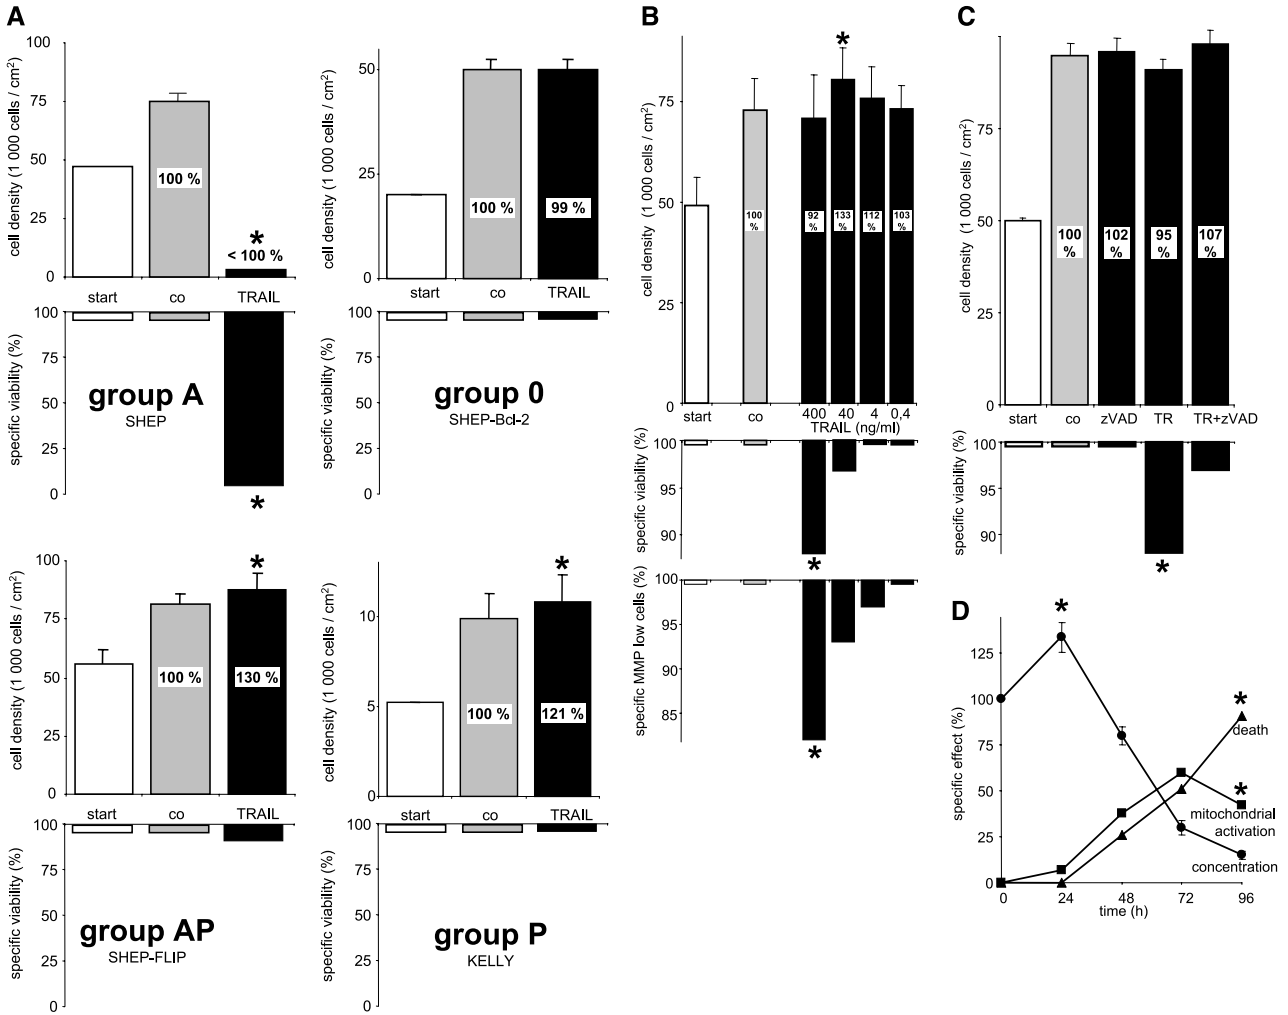 A
cell density (1 000 cells / cm²)
100
75
50
25
0
100 %
*
< 100 %
start co TRAIL
specific viability (%)
100
75
50
25
0
group A
SHEP
*
cell density (1 000 cells / cm²)
50
25
0
100 %
99 %
start co TRAIL
specific viability (%)
100
75
50
25
0
group 0
SHEP-Bcl-2
cell density (1 000 cells / cm²)
100
75
50
25
0
100 %
*
130 %
start co TRAIL
specific viability (%)
100
75
50
25
0
group AP
SHEP-FLIP
cell density (1 000 cells / cm²)
10
5
0
100 %
*
121 %
start co TRAIL
specific viability (%)
100
75
50
25
0
group P
KELLY
B
cell density (1 000 cells / cm²)
75
50
25
0
*
100
%
92
%
133
%
112
%
103
%
start co 400 40 4 0,4
TRAIL (ng/ml)
specific viability (%)
100
95
90
*
specific MMP low cells (%)
100
95
90
85
*
C
cell density (1 000 cells / cm²)
75
50
25
0
100
%
102
%
95
%
107
%
start co zVAD TR TR+zVAD
specific viability (%)
100
95
90
*
D
specific effect (%)
125
100
75
50
25
0
*
*
death
*
mitochondrial
activation
concentration
0 24 48 72 96
time (h)